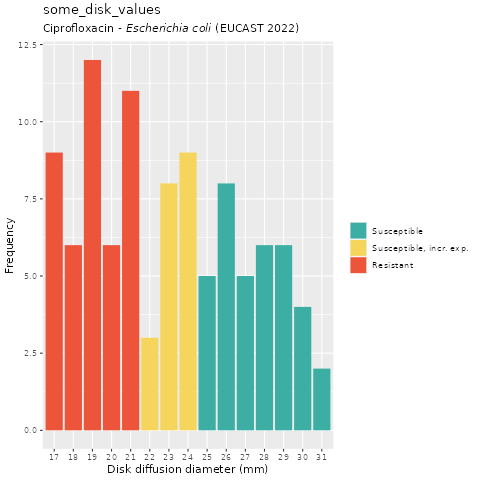 some_disk_values
Ciprofloxacin - Escherichia coli (EUCAST 2022)
Frequency
12.5
10.0
7.5
5.0
2.5
0.0
17 18 19 20 21 22 23 24 25 26 27 28 29 30 31
Disk diffusion diameter (mm)
Susceptible
Susceptible, incr. exp.
Resistant